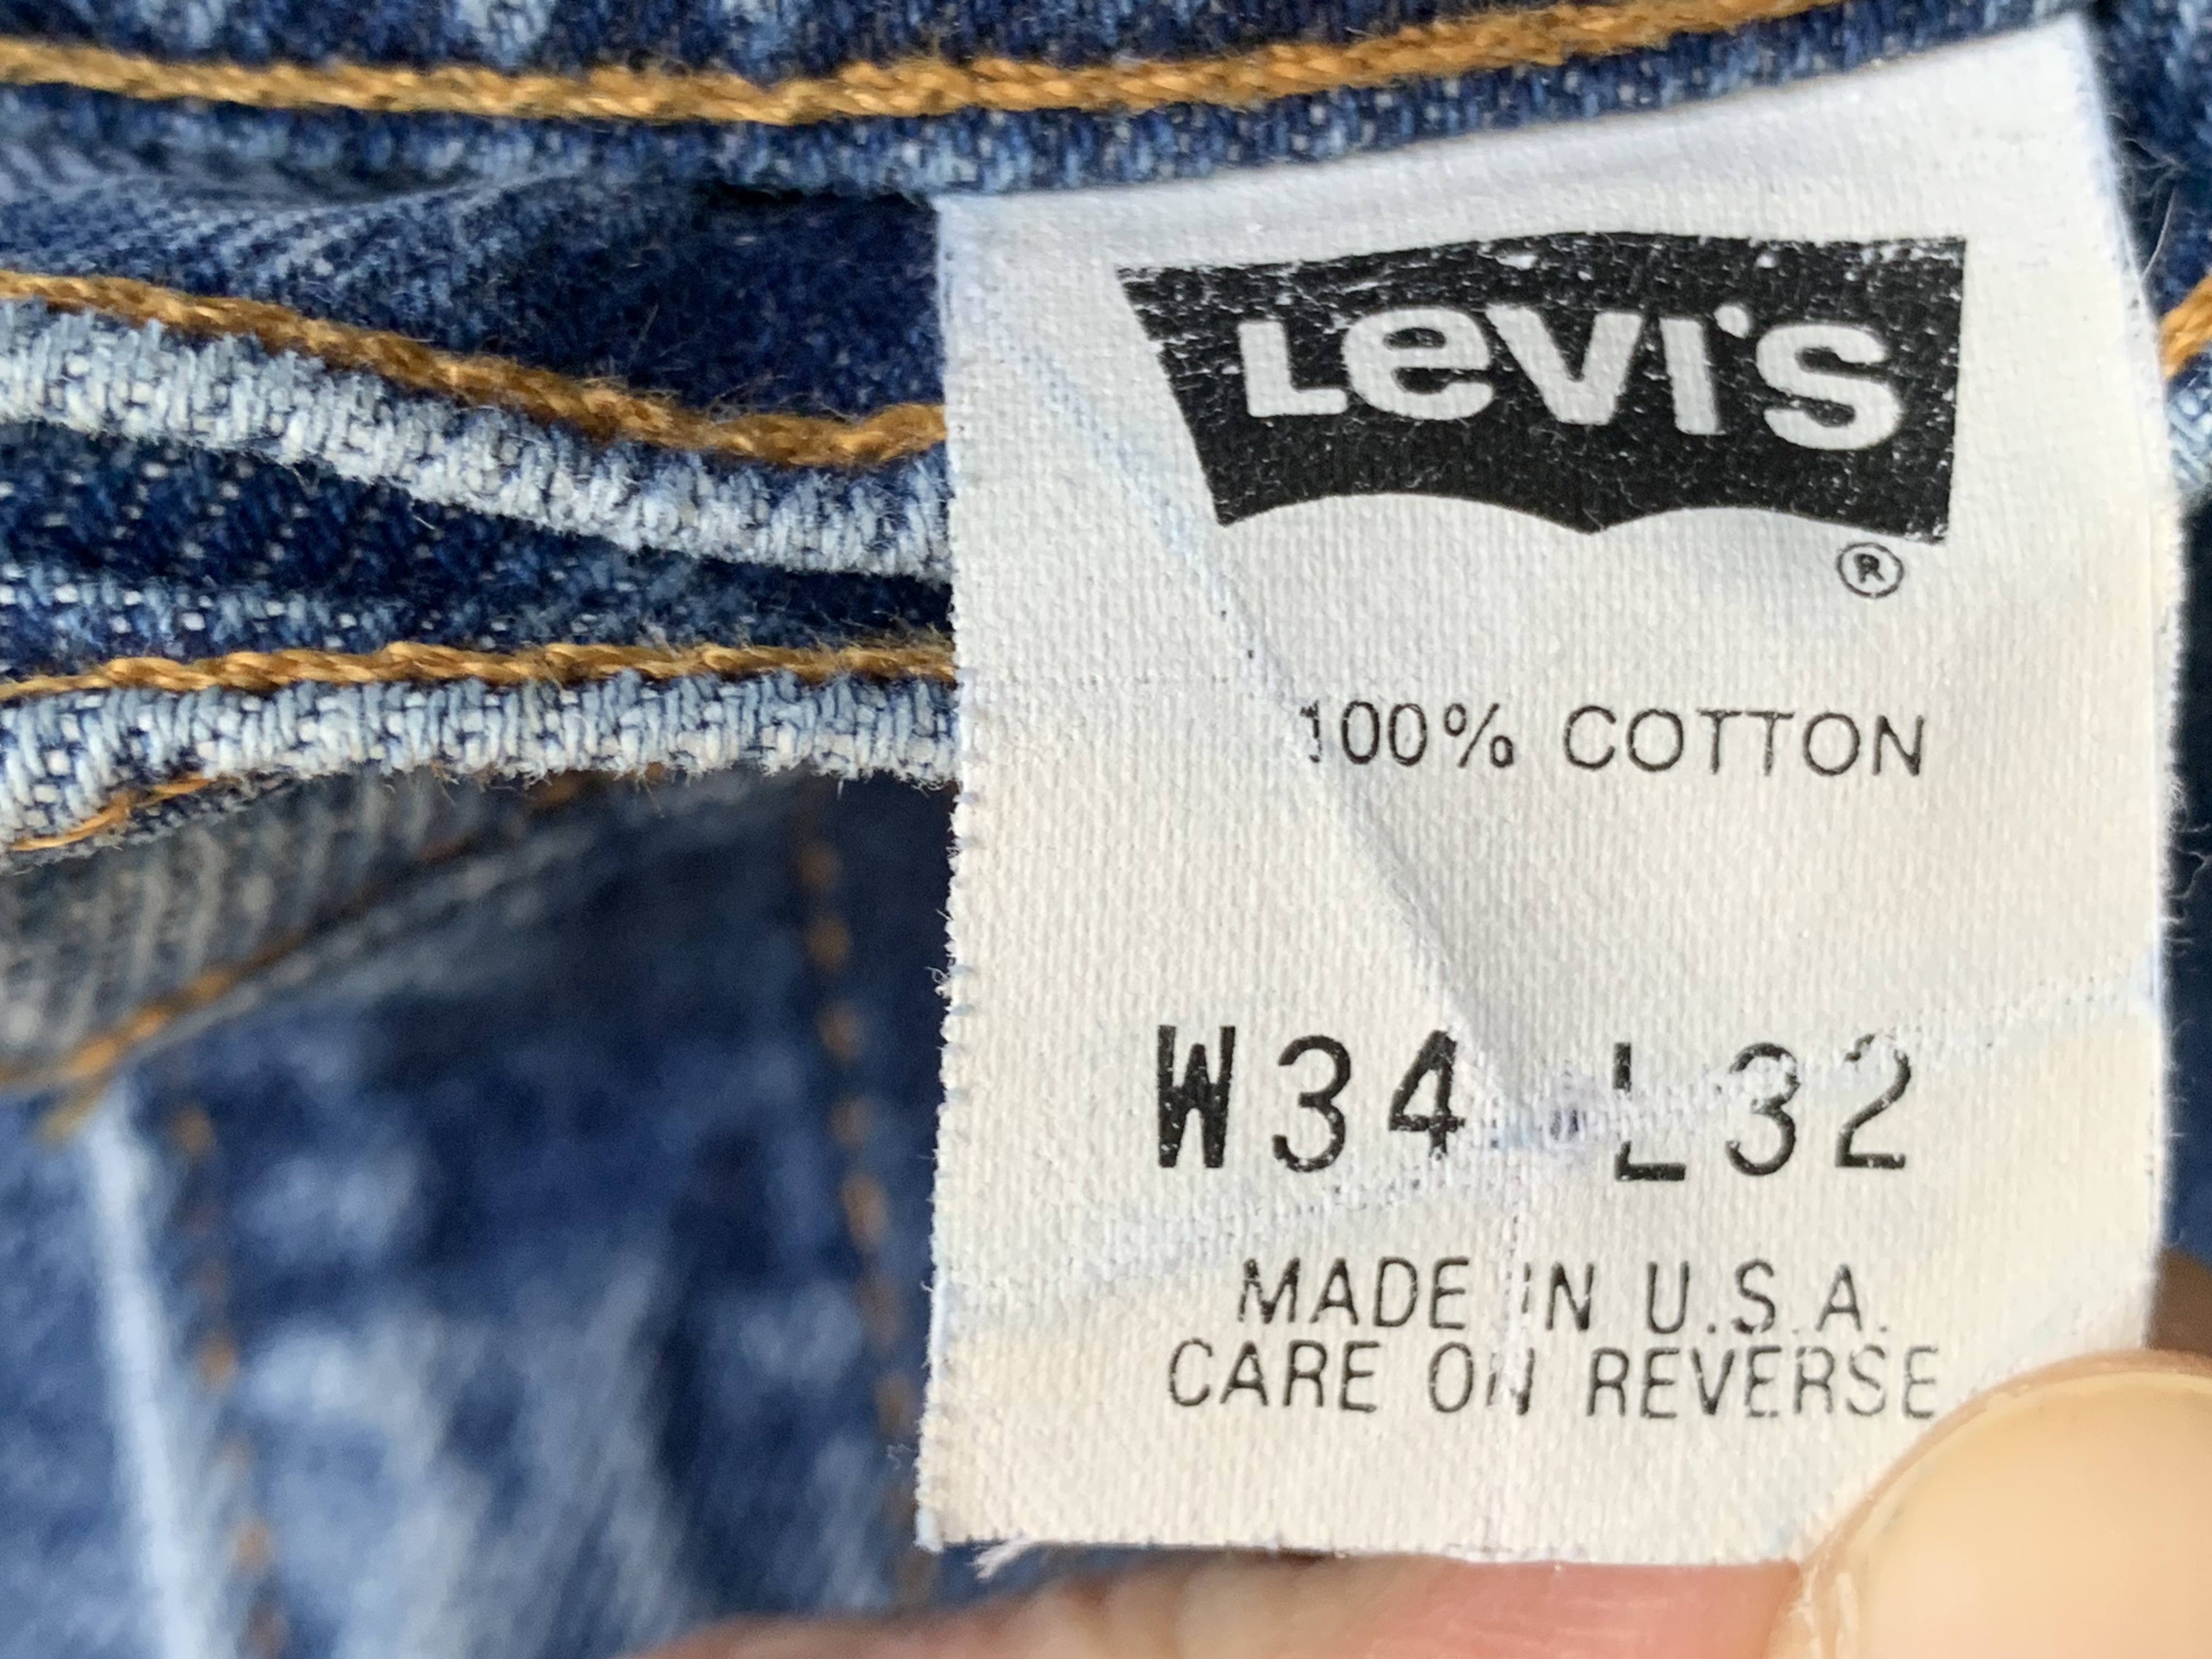 Levi's
®
100% COTTON
W34 L32
MADE IN U.S.A.
CARE ON REVERSE